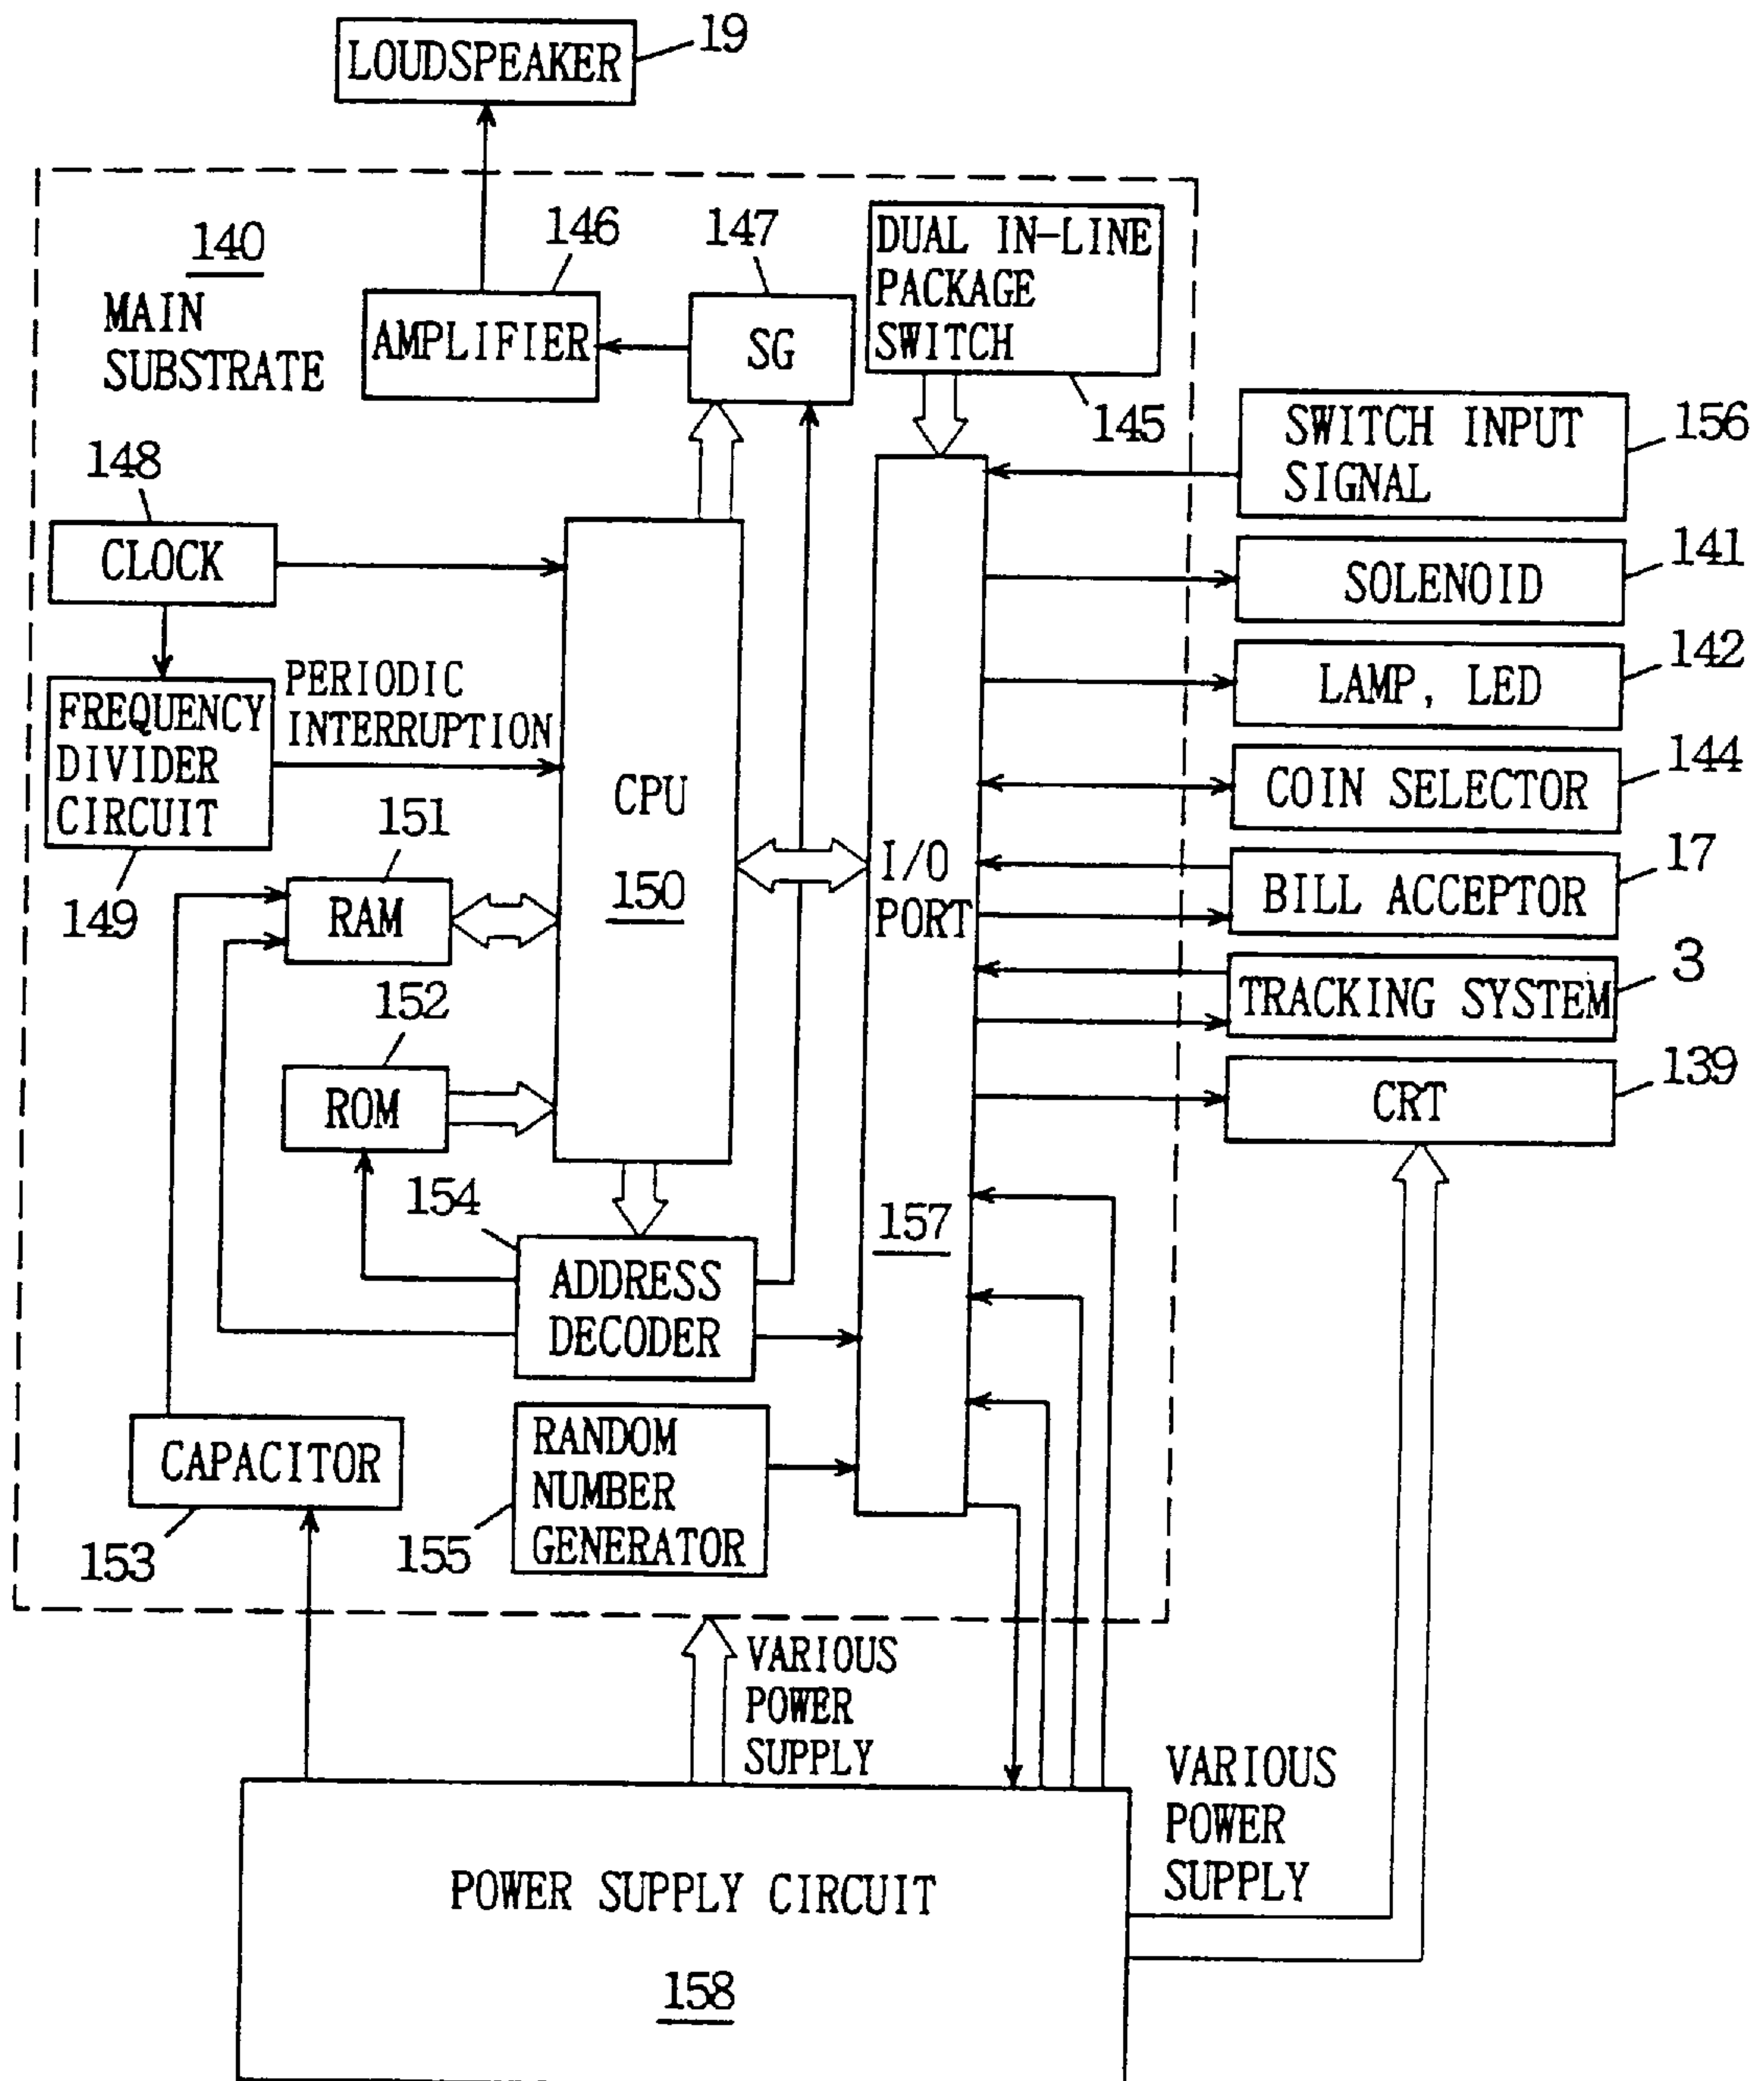 LOUDSPEAKER
19
140
MAIN
SUBSTRATE
146
AMPLIFIER
147
SG
DUAL IN-LINE
PACKAGE
SWITCH
145
148
CLOCK
SWITCH INPUT
SIGNAL
156
SOLENOID
141
LAMP, LED
142
FREQUENCY
DIVIDER
CIRCUIT
149
PERIODIC
INTERRUPTION
CPU
150
I/O
PORT
157
COIN SELECTOR
144
BILL ACCEPTOR
17
TRACKING SYSTEM
3
CRT
139
151
RAM
152
ROM
154
ADDRESS
DECODER
CAPACITOR
153
RANDOM
NUMBER
GENERATOR
155
VARIOUS
POWER
SUPPLY
VARIOUS
POWER
SUPPLY
POWER SUPPLY CIRCUIT
158